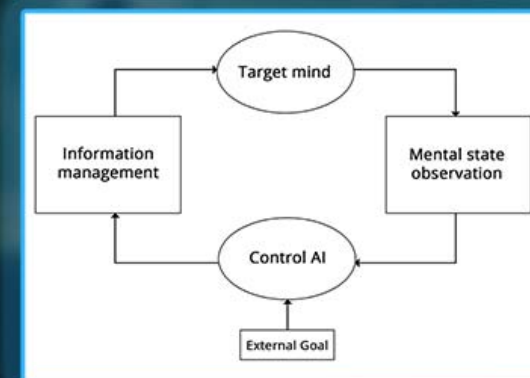 Target mind
Information
management
Mental state
observation
Control AI
External Goal